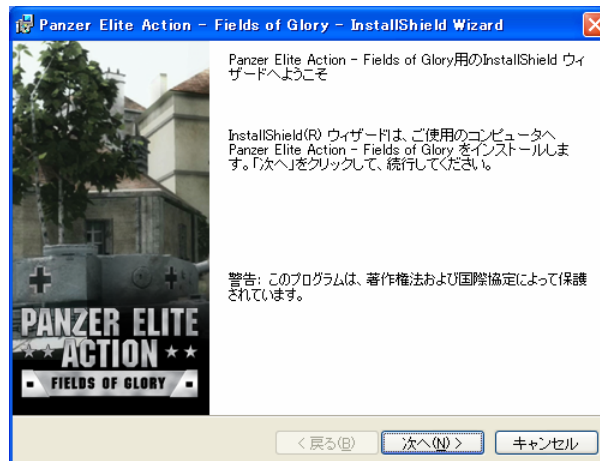 Panzer Elite Action - Fields of Glory - InstallShield Wizard
Panzer Elite Action - Fields of Glory用のInstallShield ウィ
ザードへようこそ
InstallShield(R) ウィザードは、ご使用のコンピュータへ
Panzer Elite Action - Fields of Glory をインストールしま
す。「次へ」をクリックして、続行してください。
警告: このプログラムは、著作権法および国際協定によって保護
されています。
PANZER ELITE
ACTION
FIELDS OF GLORY
< 戻る(B)
次へ(N) >
キャンセル